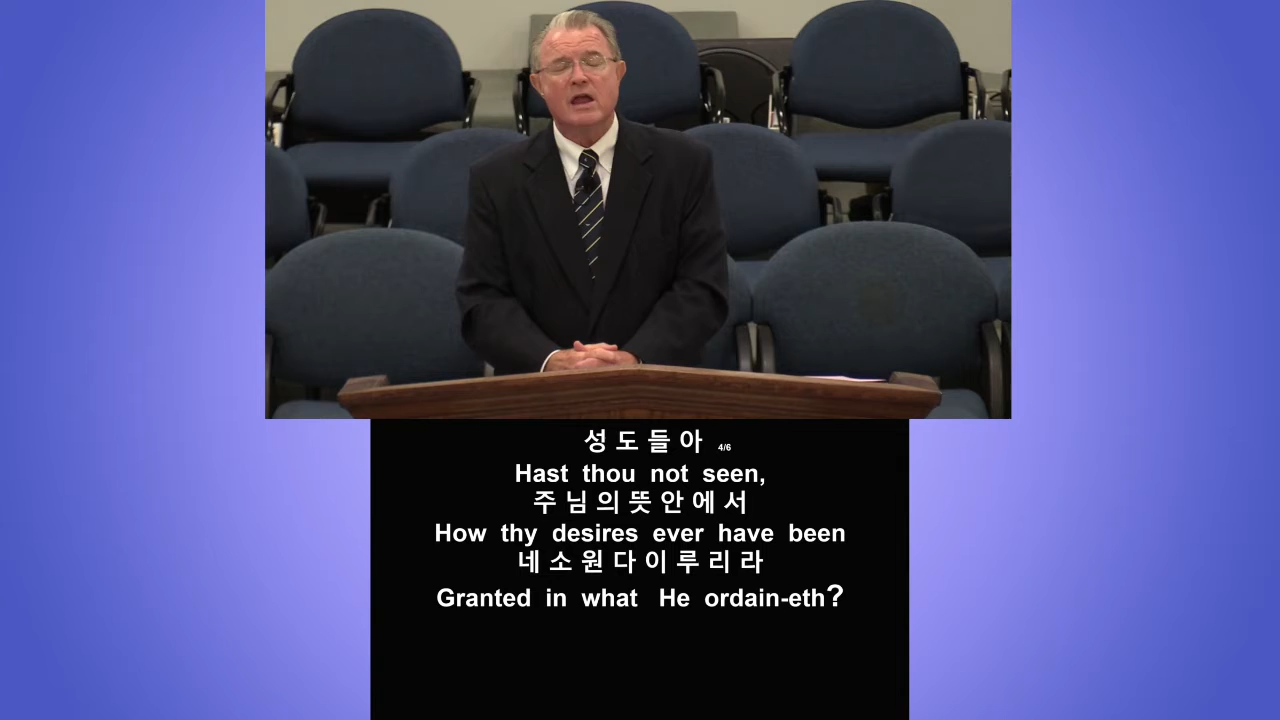 성 도 들 아 4/6
Hast thou not seen,
주 님 의 뜻 안 에 서
How thy desires ever have been
네 소 원 다 이 루 리 라
Granted in what He ordain-eth?